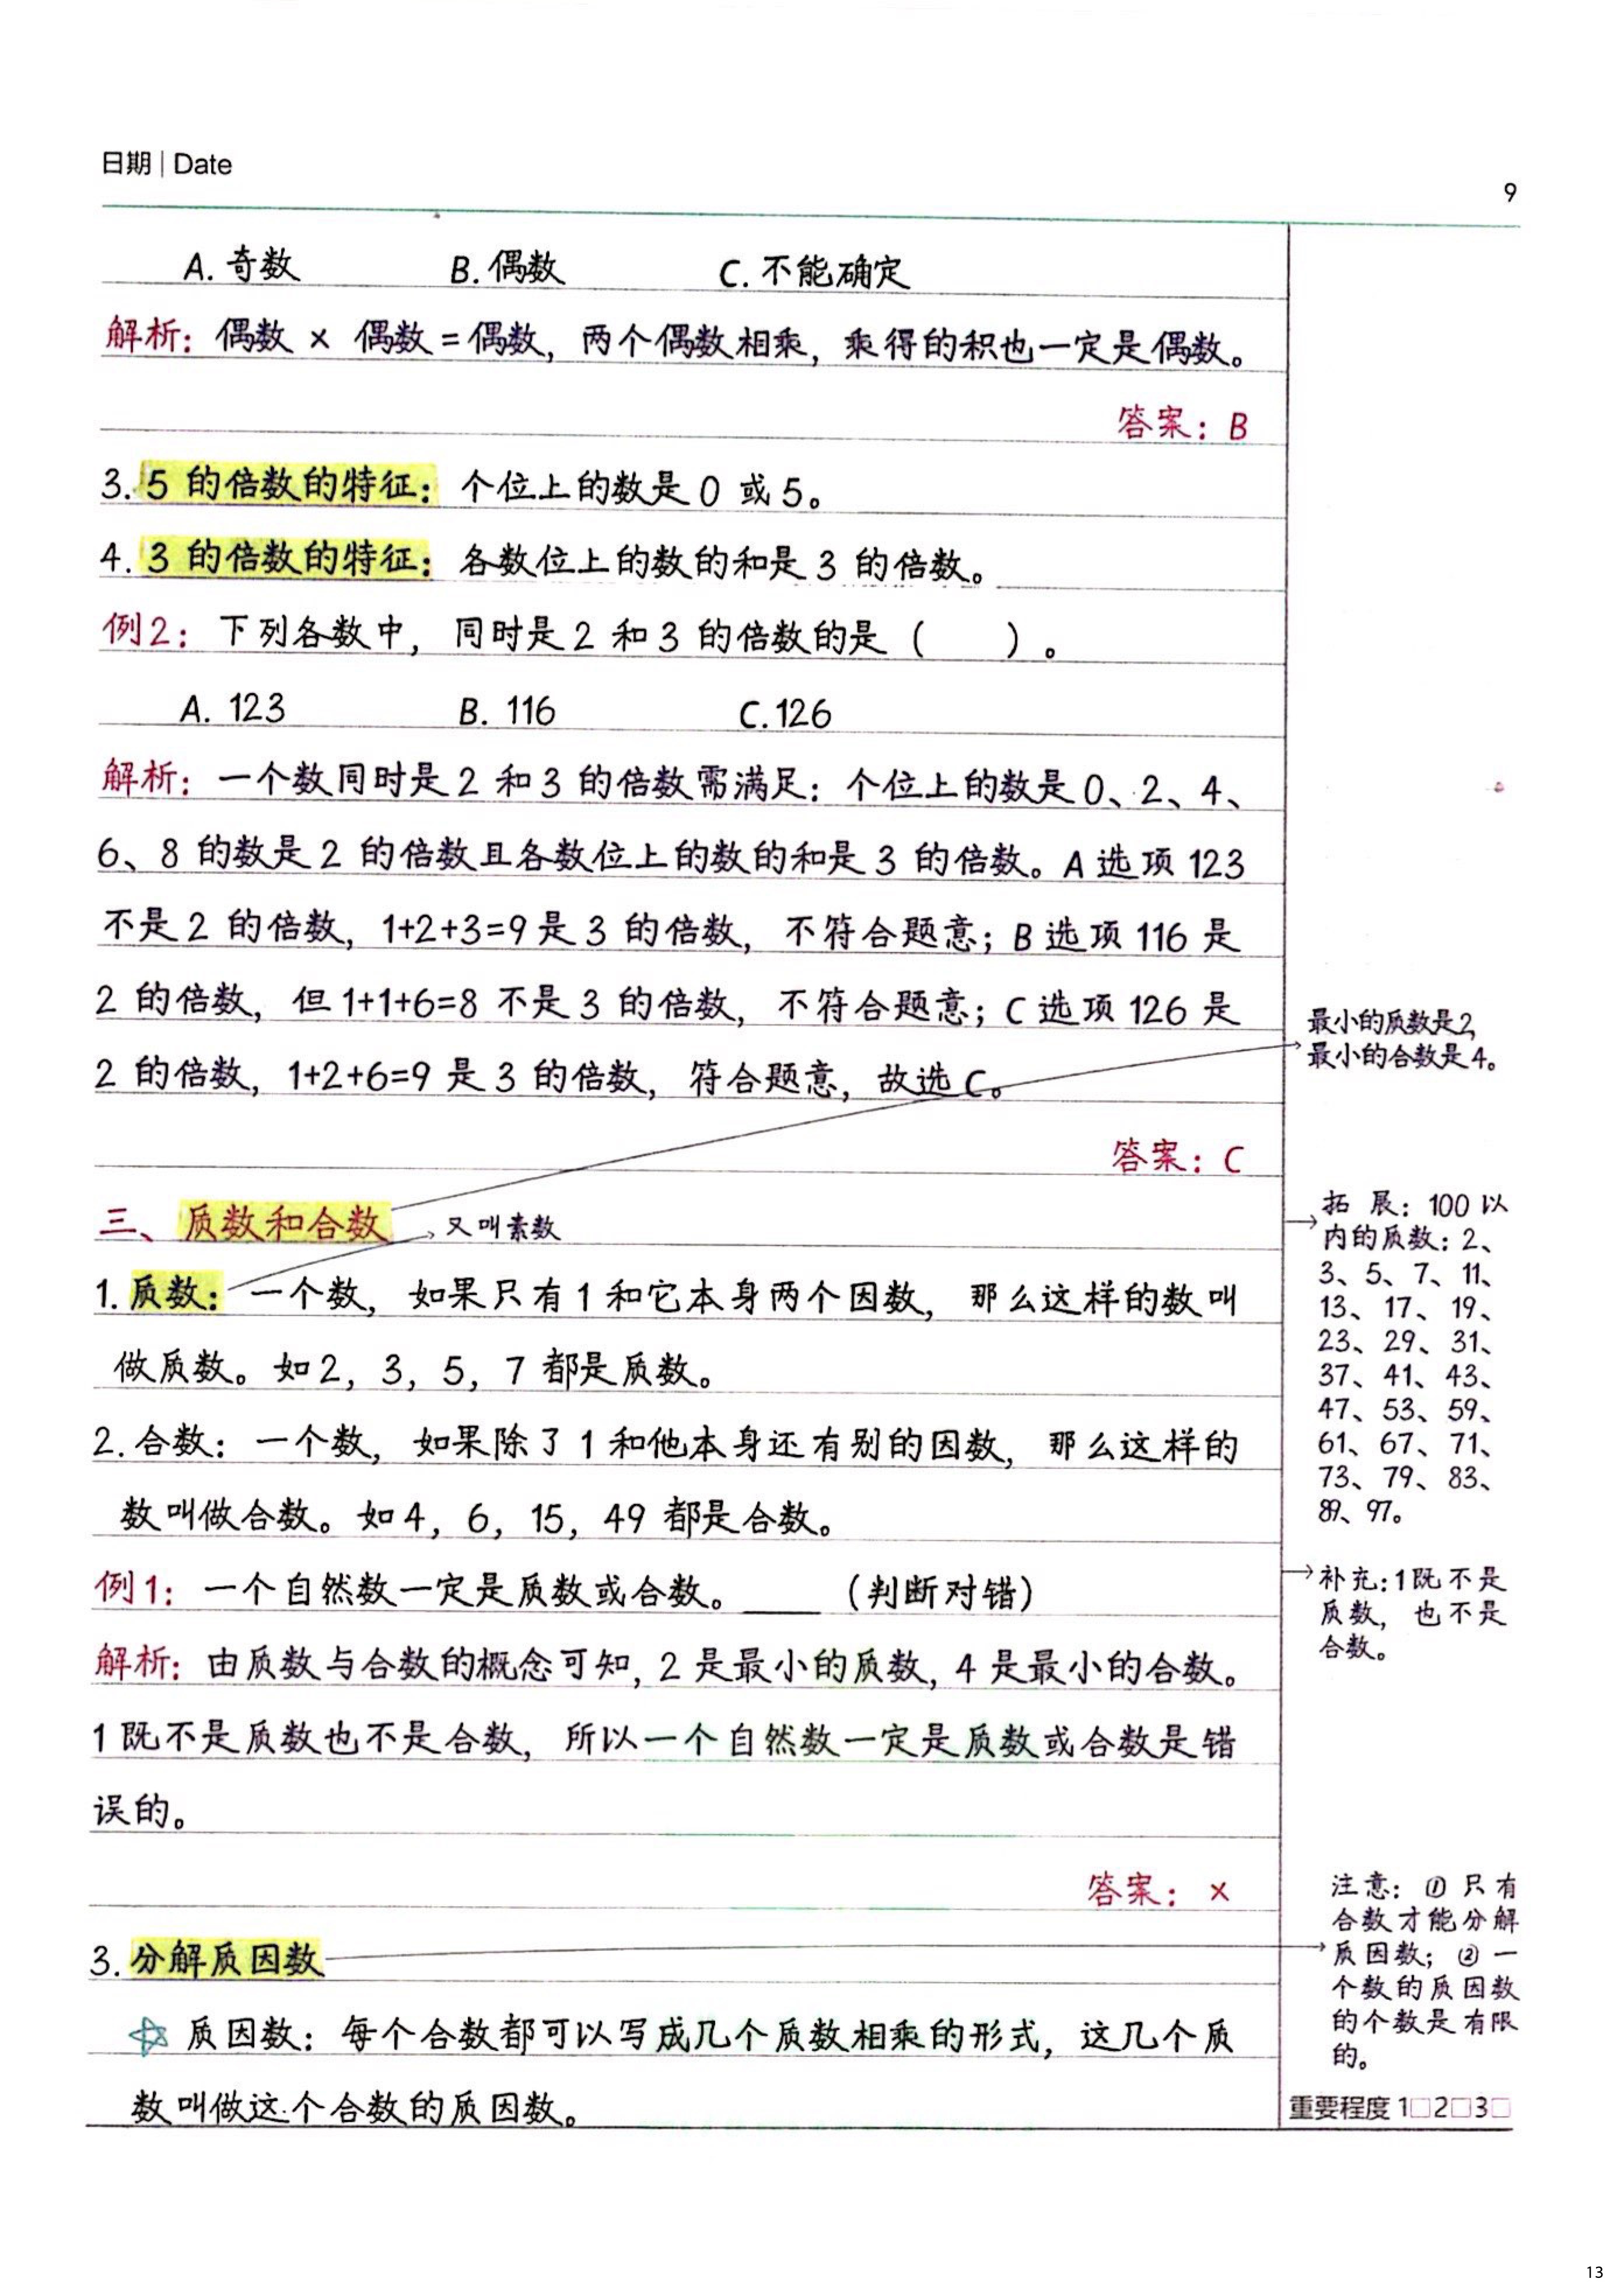 日期 | Date
9
A. 奇数 B. 偶数 C. 不能确定
解析：偶数 × 偶数 = 偶数，两个偶数相乘，乘得的积也一定是偶数。
答案：B
3. 5 的倍数的特征：个位上的数是 0 或 5。
4. 3 的倍数的特征：各数位上的数的和是 3 的倍数。
例2：下列各数中，同时是 2 和 3 的倍数的是（ ）。
A. 123 B. 116 C. 126
解析：一个数同时是 2 和 3 的倍数需满足：个位上的数是 0、2、4、
6、8 的数是 2 的倍数且各数位上的数的和是 3 的倍数。A 选项 123
不是 2 的倍数，1+2+3=9 是 3 的倍数，不符合题意；B 选项 116 是
2 的倍数，但 1+1+6=8 不是 3 的倍数，不符合题意；C 选项 126 是
2 的倍数，1+2+6=9 是 3 的倍数，符合题意，故选 C。
答案：C
三、质数和合数
又叫素数
1. 质数：一个数，如果只有 1 和它本身两个因数，那么这样的数叫
做质数。如 2，3，5，7 都是质数。
2. 合数：一个数，如果除了 1 和他本身还有别的因数，那么这样的
数叫做合数。如 4，6，15，49 都是合数。
例1：一个自然数一定是质数或合数。____（判断对错）
解析：由质数与合数的概念可知，2 是最小的质数，4 是最小的合数。
1 既不是质数也不是合数，所以一个自然数一定是质数或合数是错
误的。
答案：×
3. 分解质因数
☆ 质因数：每个合数都可以写成几个质数相乘的形式，这几个质
数叫做这个合数的质因数。
最小的质数是2，
最小的合数是4。
拓展：100 以
内的质数：2、
3、5、7、11、
13、17、19、
23、29、31、
37、41、43、
47、53、59、
61、67、71、
73、79、83、
89、97。
补充：1既不是
质数，也不是
合数。
注意：① 只有
合数才能分解
质因数；② 一
个数的质因数
的个数是有限
的。
重要程度 1□2□3□
13